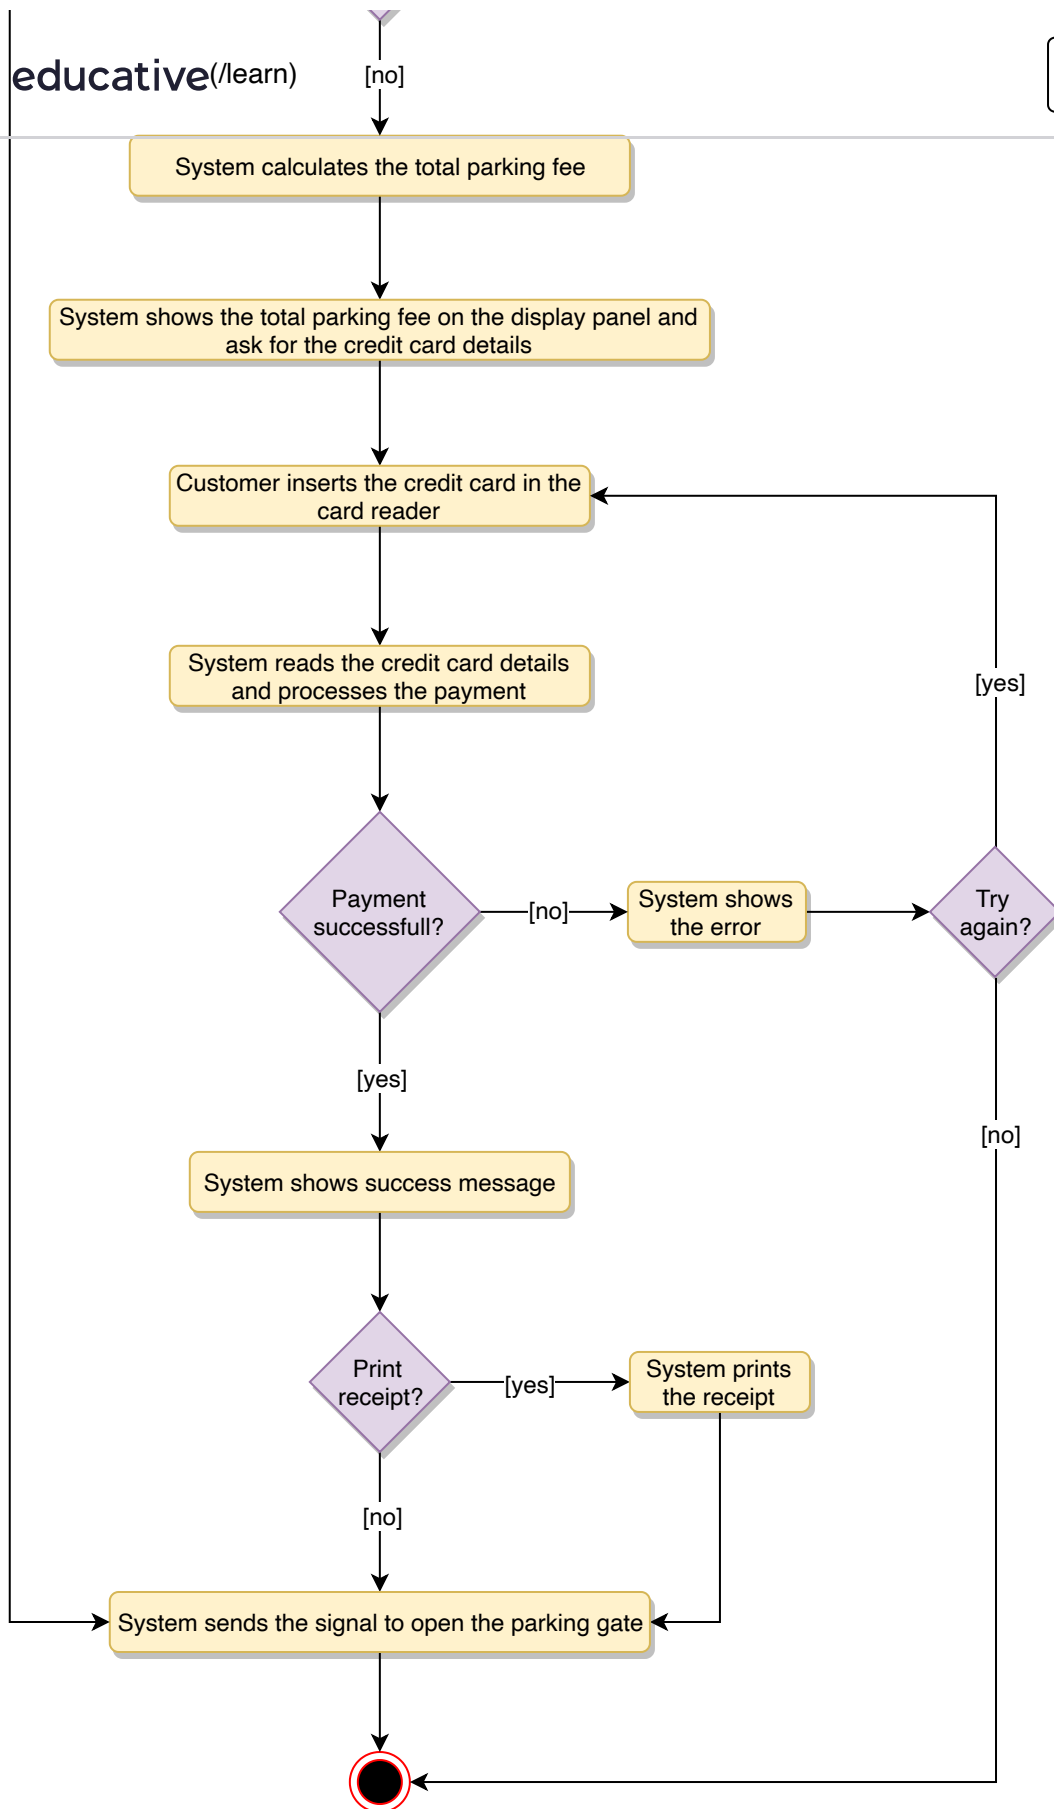 educative(/learn)
[no]
System calculates the total parking fee
System shows the total parking fee on the display panel and
ask for the credit card details
Customer inserts the credit card in the
card reader
System reads the credit card details
and processes the payment
[yes]
Payment
successfull?
[no]
System shows
the error
Try
again?
[yes]
[no]
System shows success message
Print
receipt?
[yes]
System prints
the receipt
[no]
System sends the signal to open the parking gate